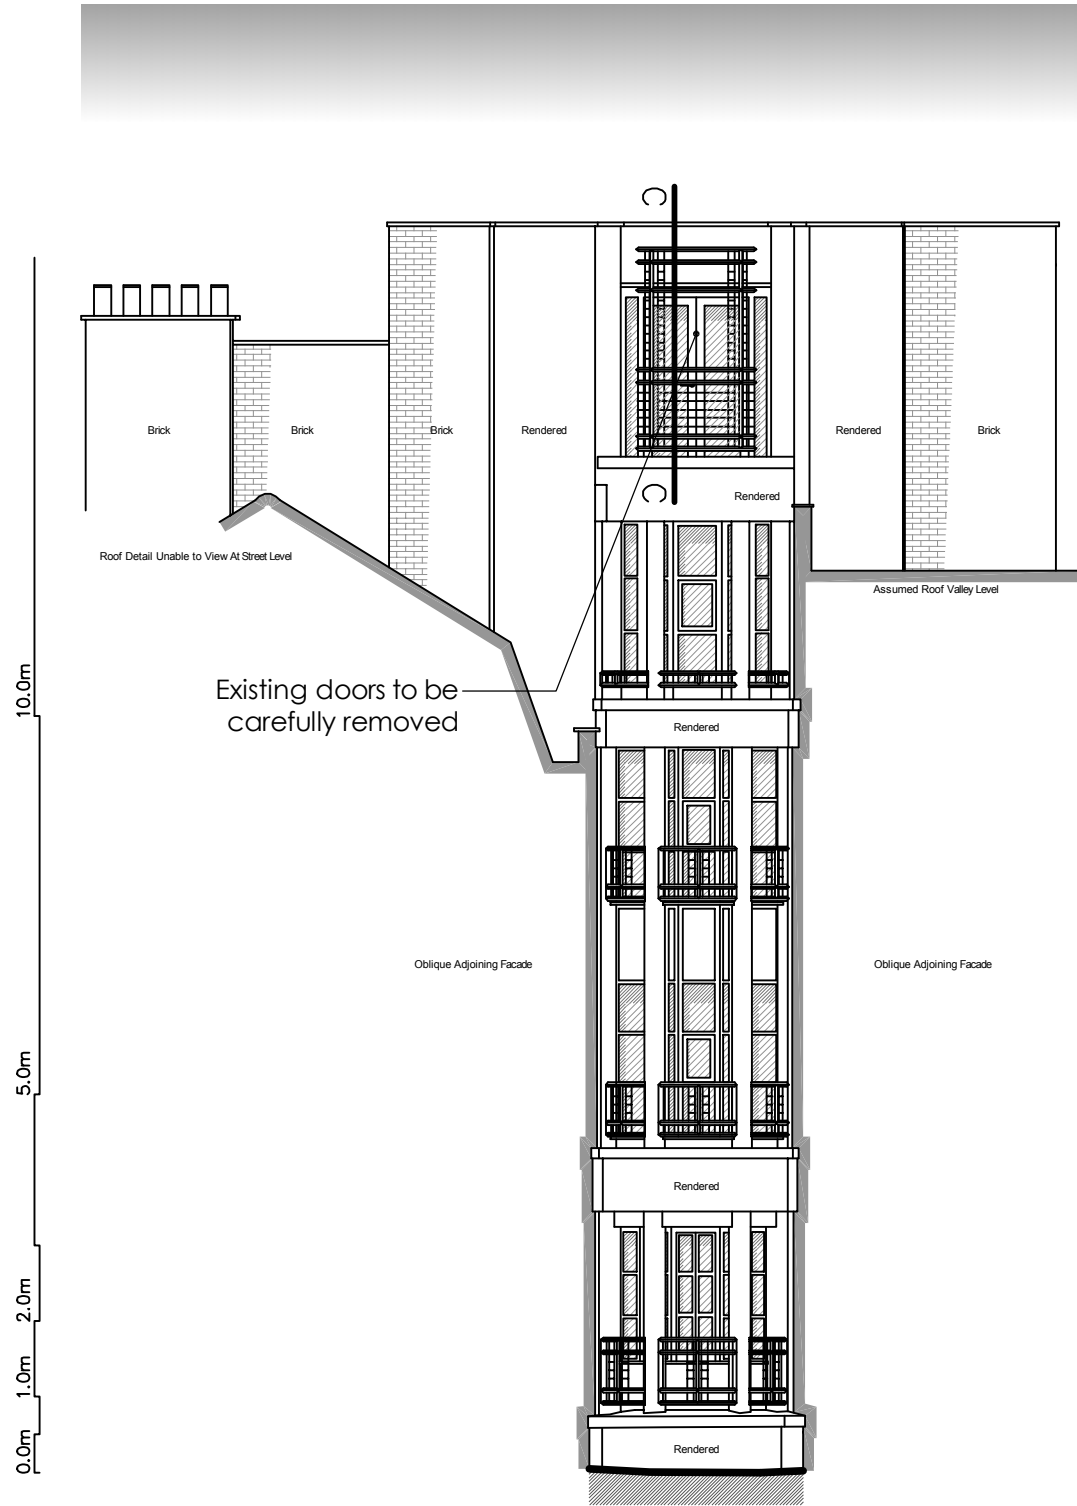 C
Brick
Brick
Brick
Rendered
Rendered
Brick
C
Rendered
Roof Detail Unable to View At Street Level
Assumed Roof Valley Level
Existing doors to be
carefully removed
10.0m
Rendered
Oblique Adjoining Facade
Oblique Adjoining Facade
5.0m
Rendered
2.0m
1.0m
0.0m
Rendered